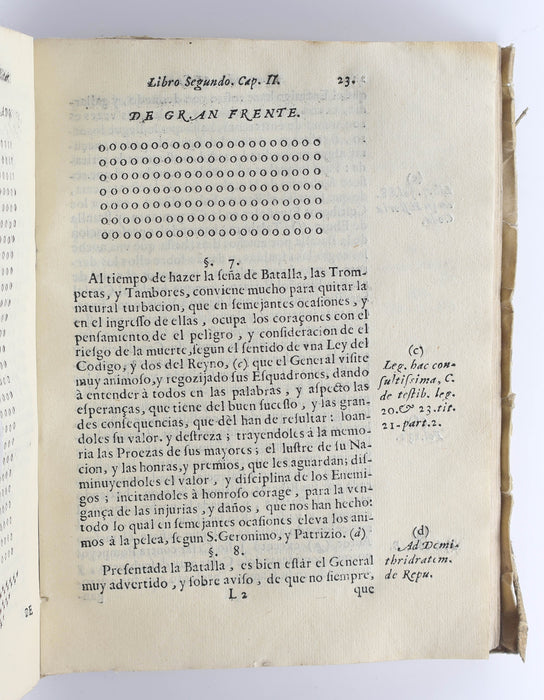 Libro Segundo. Cap. II. 23.
DE GRAN FRENTE.
o o o o o o o o o o o o o o o o o o o o
o o o o o o o o o o o o o o o o o o o o
o o o o o o o o o o o o o o o o o o o o
o o o o o o o o o o o o o o o o o o o o
o o o o o o o o o o o o o o o o o o o o
o o o o o o o o o o o o o o o o o o o o
o o o o o o o o o o o o o o o o o o o o
§. 7.
Al tiempo de hazer la ſeña de Batalla, las Trom-
petas, y Tambores, conviene mucho para quitar la
natural turbacion, que en ſemejantes ocaſiones, y
en el ingreſſo de ellas, ocupa los coraçones con el
penſamiento de el peligro, y conſideracion de el
rieſgo de la muerte, ſegun el ſentido de vna Ley del
Codigo, y dos del Reyno, (c) que el General viſite
muy animoſo, y regozijado ſus Eſquadrones, dando
à entender à todos en las palabras, y aſpecto las
eſperanças, que tiene del buen ſuceſſo, y las gran-
des conſequencias, que dèl han de reſultar: loan-
doles ſu valor. y deſtreza; trayendoles à la memo-
ria las Proezas de ſus mayores; el luſtre de ſu Na-
cion, y las honras, y premios, que les aguardan; diſ-
minuyendoles el valor, y diſciplina de los Enemi-
gos; incitandoles à honroſo corage, para la ven-
gança de las injurias, y daños, que nos han hecho:
todo lo qual en ſemejantes ocaſiones eleva los ani-
mos à la pelea, ſegun S. Geronimo, y Patrizio. (d)
§. 8.
Preſentada la Batalla, es bien eſtár el General
muy advertido, y ſobre aviſo, de que no ſiempre,
L 2 que
(c)
Leg. hac con-
ſultiſsima, C.
de teſtib. leg.
20. & 23. tit.
21. part. 2.
(d)
Ad Demi-
thridratem.
de Repu.
DE